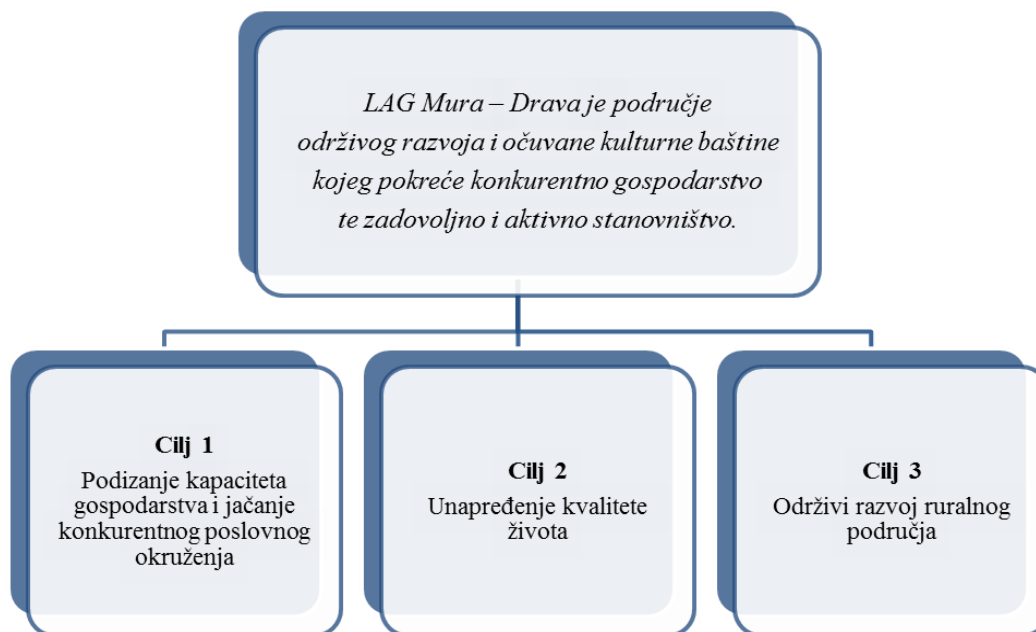 LAG Mura – Drava je područje
održivog razvoja i očuvane kulturne baštine
kojeg pokreće konkurentno gospodarstvo
te zadovoljno i aktivno stanovništvo.
Cilj 1
Podizanje kapaciteta
gospodarstva i jačanje
konkurentnog poslovnog
okruženja
Cilj 2
Unapređenje kvalitete
života
Cilj 3
Održivi razvoj ruralnog
područja